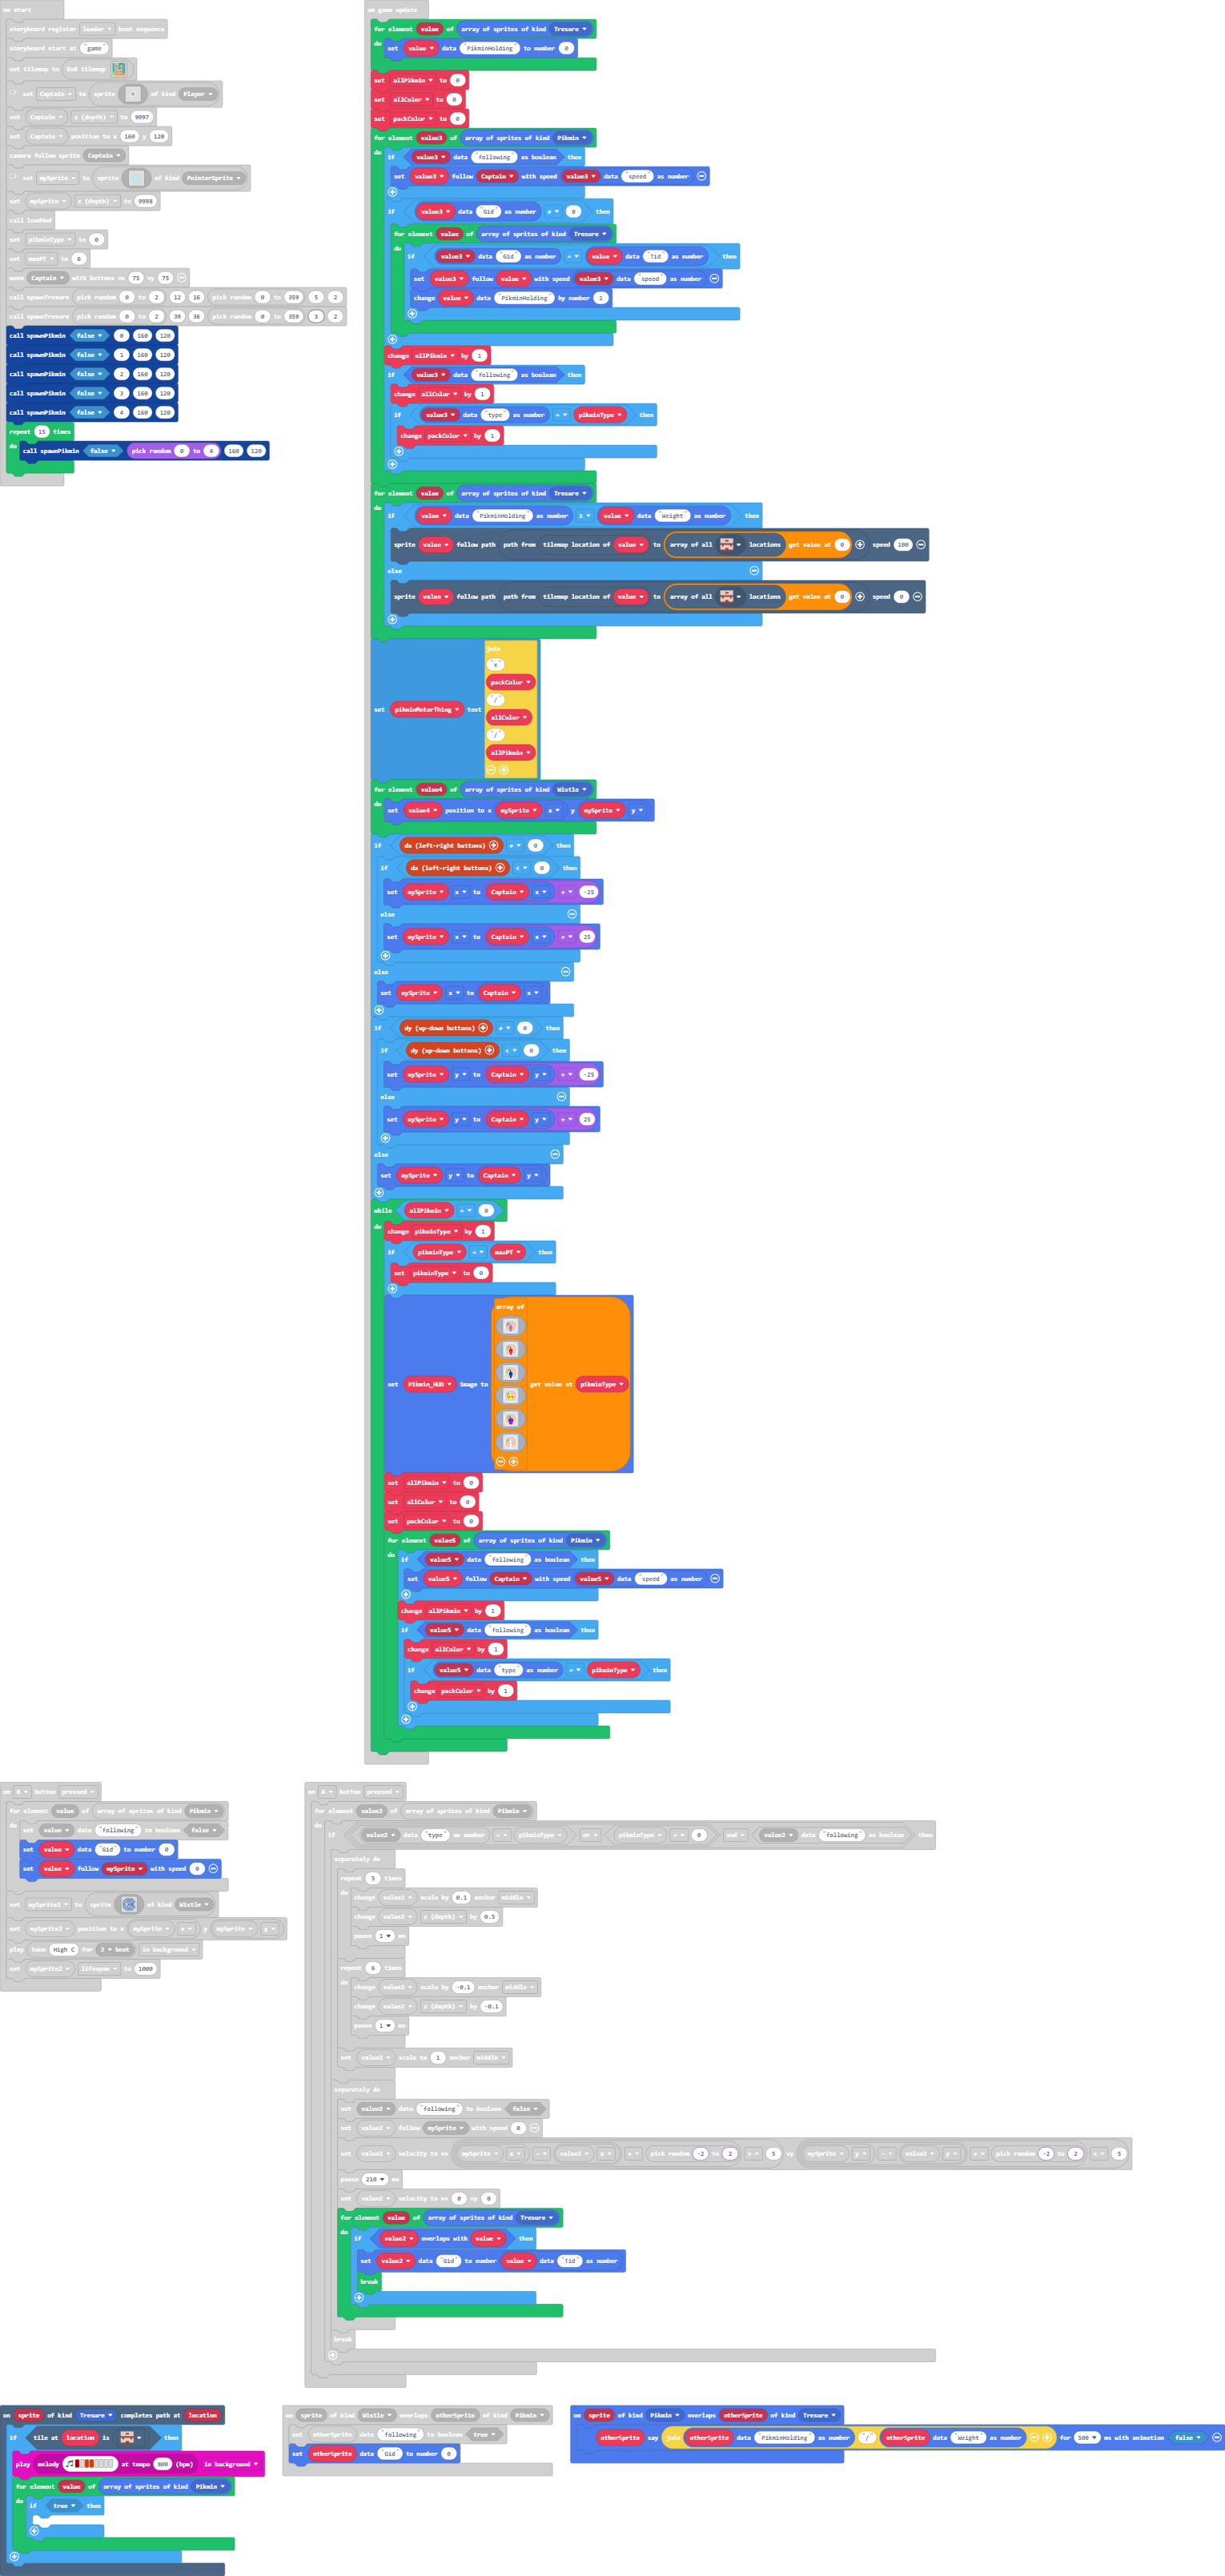 on start
storyboard register loader boot sequence
storyboard start at "game"
set tilemap to 8x8 tilemap
set Captain to sprite of kind Player
set Captain z (depth) to 9997
set Captain position to x 160 y 120
camera follow sprite Captain
set mySprite to sprite of kind PointerSprite
set mySprite z (depth) to 9998
call loadHud
set pikminType to 0
set maxPT to 6
move Captain with buttons vx 75 vy 75
call spawnTresure pick random 0 to 2 12 16 pick random 0 to 359 5 2
call spawnTresure pick random 0 to 2 39 36 pick random 0 to 359 3 2
call spawnPikmin false 0 160 120
call spawnPikmin false 1 160 120
call spawnPikmin false 2 160 120
call spawnPikmin false 3 160 120
call spawnPikmin false 4 160 120
repeat 15 times
do call spawnPikmin false pick random 0 to 4 160 120
on game update
for element value of array of sprites of kind Tresure
do set value data "PikminHolding" to number 0
set allPikmin to 0
set allColor to 0
set packColor to 0
for element value3 of array of sprites of kind Pikmin
do if value3 data "following" as boolean then
set value3 follow Captain with speed value3 data "speed" as number
if value3 data "Gid" as number ≠ 0 then
for element value of array of sprites of kind Tresure
do if value3 data "Gid" as number = value data "Tid" as number then
set value3 follow value with speed value3 data "speed" as number
change value data "PikminHolding" by number 1
change allPikmin by 1
if value3 data "following" as boolean then
change allColor by 1
if value3 data "type" as number = pikminType then
change packColor by 1
for element value of array of sprites of kind Tresure
do if value data "PikminHolding" as number ≥ value data "Weight" as number then
sprite value follow path path from tilemap location of value to array of all locations get value at 0 speed 100
else
sprite value follow path path from tilemap location of value to array of all locations get value at 0 speed 0
join
"x"
packColor
"/"
set pikminMeterThing text allColor
"/"
allPikmin
for element value4 of array of sprites of kind Wistle
do set value4 position to x mySprite x y mySprite y
if dx (left-right buttons) ≠ 0 then
if dx (left-right buttons) < 0 then
set mySprite x to Captain x + -25
else
set mySprite x to Captain x + 25
else
set mySprite x to Captain x
if dy (up-down buttons) ≠ 0 then
if dy (up-down buttons) < 0 then
set mySprite y to Captain y + -25
else
set mySprite y to Captain y + 25
else
set mySprite y to Captain y
while allPikmin = 0
do change pikminType by 1
if pikminType = maxPT then
set pikminType to 0
array of
set Pikmin_HUD image to get value at pikminType
set allPikmin to 0
set allColor to 0
set packColor to 0
for element value5 of array of sprites of kind Pikmin
do if value5 data "following" as boolean then
set value5 follow Captain with speed value5 data "speed" as number
change allPikmin by 1
if value5 data "following" as boolean then
change allColor by 1
if value5 data "type" as number = pikminType then
change packColor by 1
on B button pressed
for element value of array of sprites of kind Pikmin
do set value data "following" to boolean false
set value data "Gid" to number 0
set value follow mySprite with speed 0
set mySprite2 to sprite of kind Wistle
set mySprite2 position to x mySprite x y mySprite y
play tone High C for 2 beat in background
set mySprite2 lifespan to 1000
on A button pressed
for element value2 of array of sprites of kind Pikmin
do if value2 data "type" as number = pikminType or pikminType = 0 and value2 data "following" as boolean then
separately do
repeat 5 times
do change value2 scale by 0.1 anchor middle
change value2 z (depth) by 0.5
pause 1 ms
repeat 6 times
do change value2 scale by -0.1 anchor middle
change value2 z (depth) by -0.1
pause 1 ms
set value2 scale to 1 anchor middle
separately do
set value2 data "following" to boolean false
set value2 follow mySprite with speed 0
set value2 velocity to vx mySprite x - value2 x + pick random -2 to 2 × 5 vy mySprite y - value2 y + pick random -2 to 2 × 5
pause 210 ms
set value2 velocity to vx 0 vy 0
for element value of array of sprites of kind Tresure
do if value2 overlaps with value then
set value2 data "Gid" to number value data "Tid" as number
break
break
on sprite of kind Tresure completes path at location
if tile at location is then
play melody at tempo 800 (bpm) in background
for element value of array of sprites of kind Pikmin
do if true then
on sprite of kind Wistle overlaps otherSprite of kind Pikmin
set otherSprite data "following" to boolean true
set otherSprite data "Gid" to number 0
on sprite of kind Pikmin overlaps otherSprite of kind Tresure
otherSprite say join otherSprite data "PikminHolding" as number "/" otherSprite data "Weight" as number for 500 ms with animation false